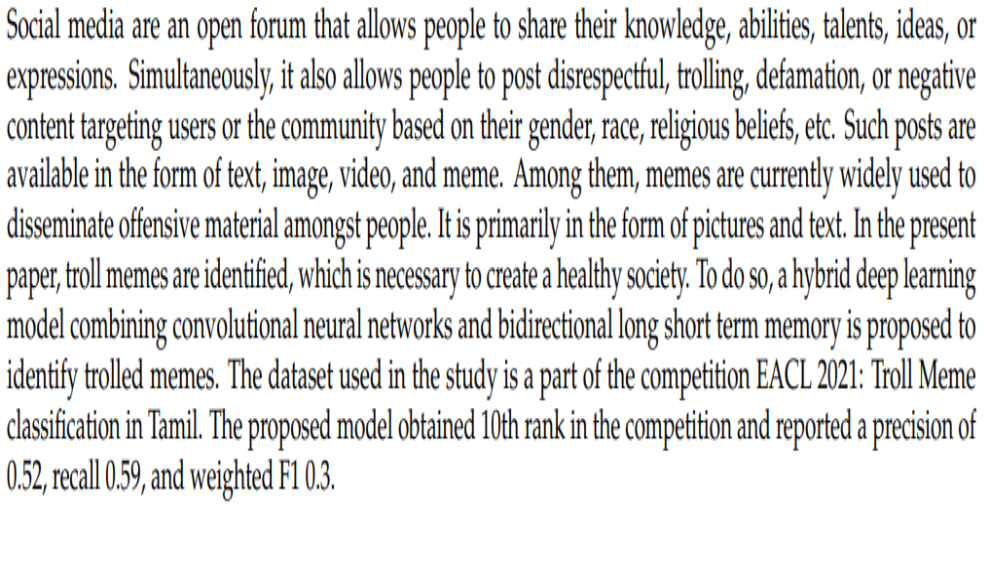 Social media are an open forum that allows people to share their knowledge, abilities, talents, ideas, or
expressions. Simultaneously, it also allows people to post disrespectful, trolling, defamation, or negative
content targeting users or the community based on their gender, race, religious beliefs, etc. Such posts are
available in the form of text, image, video, and meme. Among them, memes are currently widely used to
disseminate offensive material amongst people. It is primarily in the form of pictures and text. In the present
paper, troll memes are identified, which is necessary to create a healthy society. To do so, a hybrid deep learning
model combining convolutional neural networks and bidirectional long short term memory is proposed to
identify trolled memes. The dataset used in the study is a part of the competition EACL 2021: Troll Meme
classification in Tamil. The proposed model obtained 10th rank in the competition and reported a precision of
0.52, recall 0.59, and weighted F1 0.3.